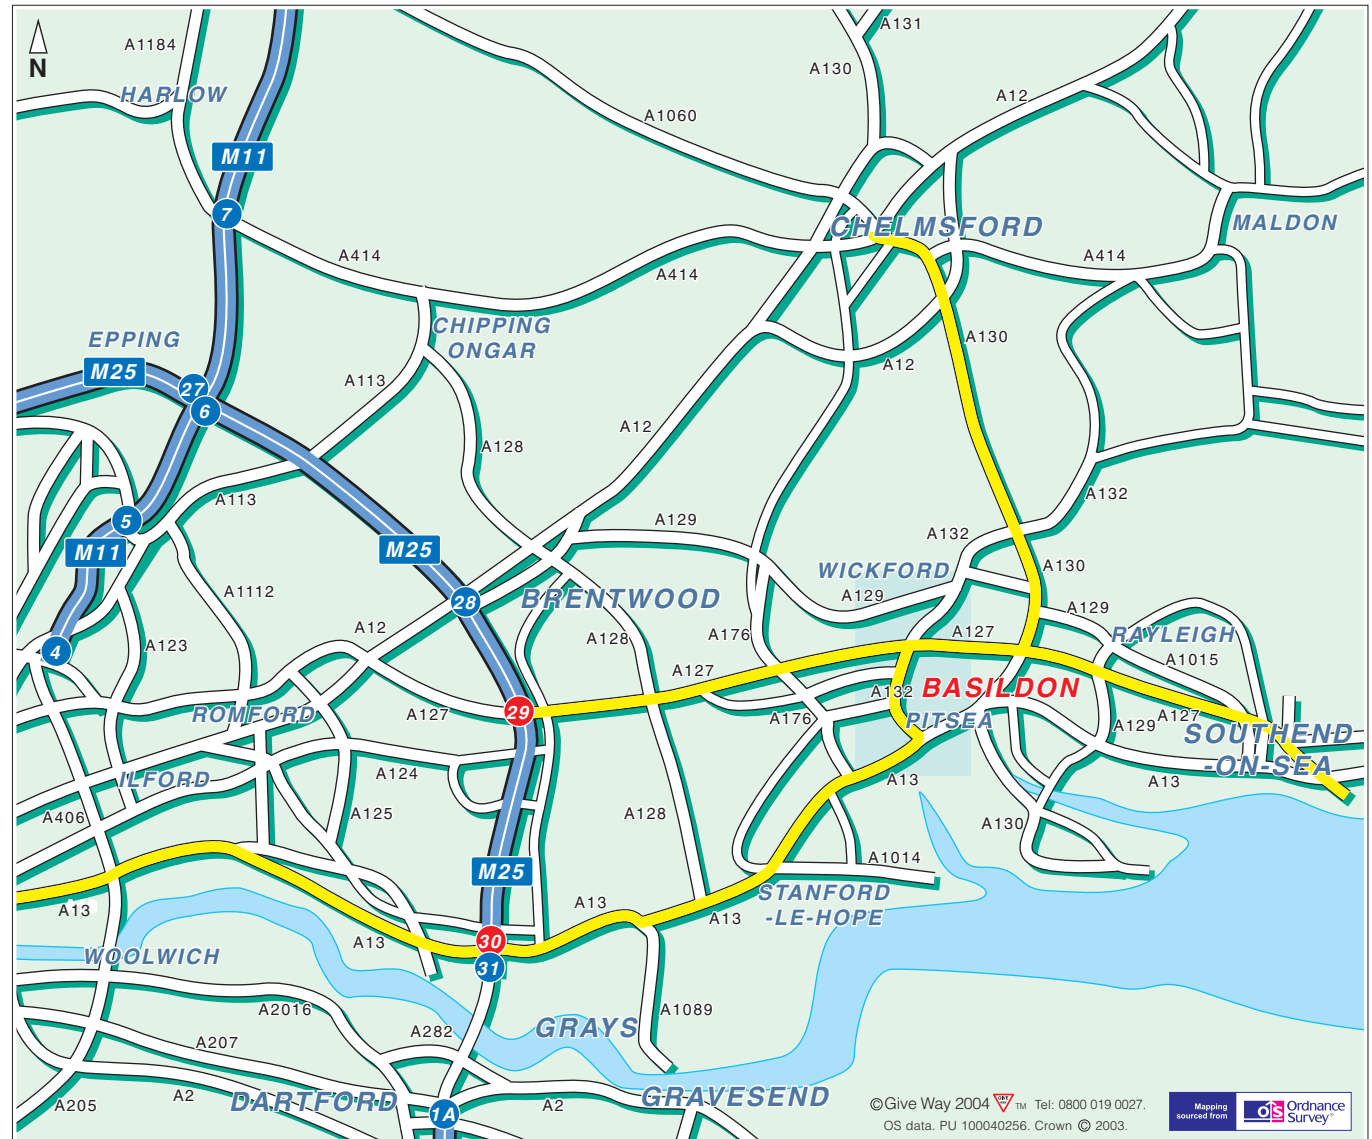 A131
A1184
A130
N
HARLOW
A12
A1060
M11
7
CHELMSFORD
MALDON
A414
A414
A414
EPPING
CHIPPING
ONGAR
A130
M25
A12
27
A113
6
A12
A128
A113
A132
5
A129
A132
M11
M25
WICKFORD
A130
A1112
28
BRENTWOOD
A129
A129
A12
A128
A176
A127
RAYLEIGH
A123
4
A127
A1015
A132
BASILDON
ROMFORD
A127
29
A176
PITSEA
A129
A127
SOUTHEND
-ON-SEA
ILFORD
A124
A13
A13
A406
A125
A128
A130
M25
A1014
STANFORD
-LE-HOPE
A13
A13
A13
A13
30
WOOLWICH
31
A2016
A282
GRAYS
A1089
A207
A205
A2
DARTFORD
1A
A2
GRAVESEND
©Give Way 2004 GIVE WAY TM Tel: 0800 019 0027.
OS data. PU 100040256. Crown © 2003.
Mapping
sourced from
OS Ordnance
Survey®